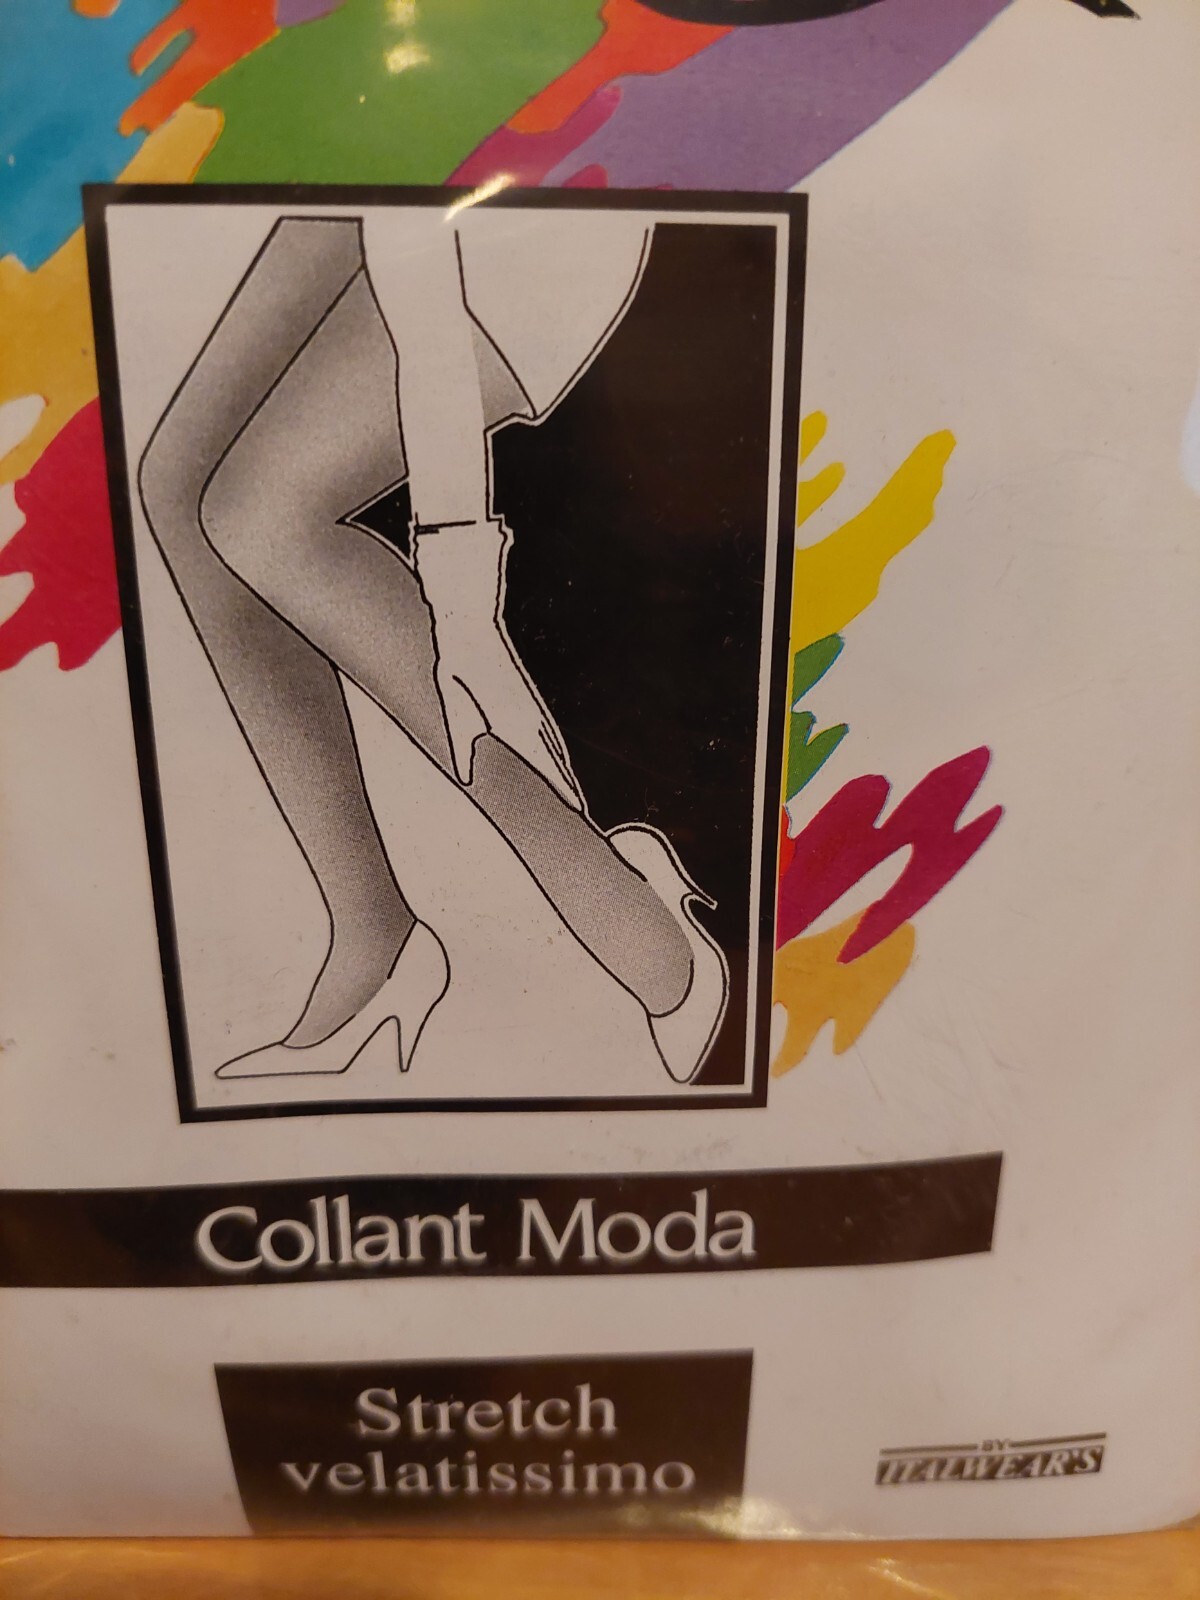 Collant Moda
Stretch
velatissimo
BY
ITALWEAR'S